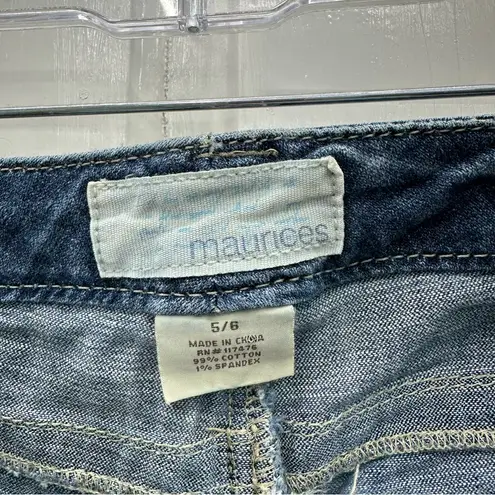 maurices
5/6
MADE IN CHINA
RN# 117476
99% COTTON
1% SPANDEX